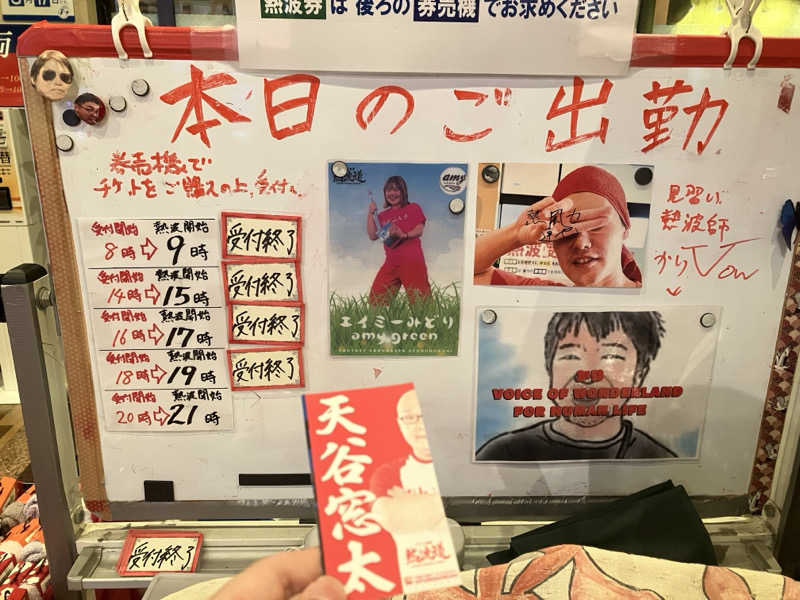 熱波券 は 後ろの 券売機 でお求めください
本日のご出勤
券売機で
チケットをご購入の上、受付へ
受付開始 熱波開始
8時⇨9時
受付終了
受付開始 熱波開始
14時⇨15時
受付終了
受付開始 熱波開始
16時⇨17時
受付終了
受付開始 熱波開始
18時⇨19時
受付終了
受付開始 熱波開始
20時⇨21時
amy
エイミーみどり
amy green
見習い
熱波師
からJow
VOICE OF WONDERLAND
FOR HUMAN LIFE
天谷窓太
熱波道
受付終了